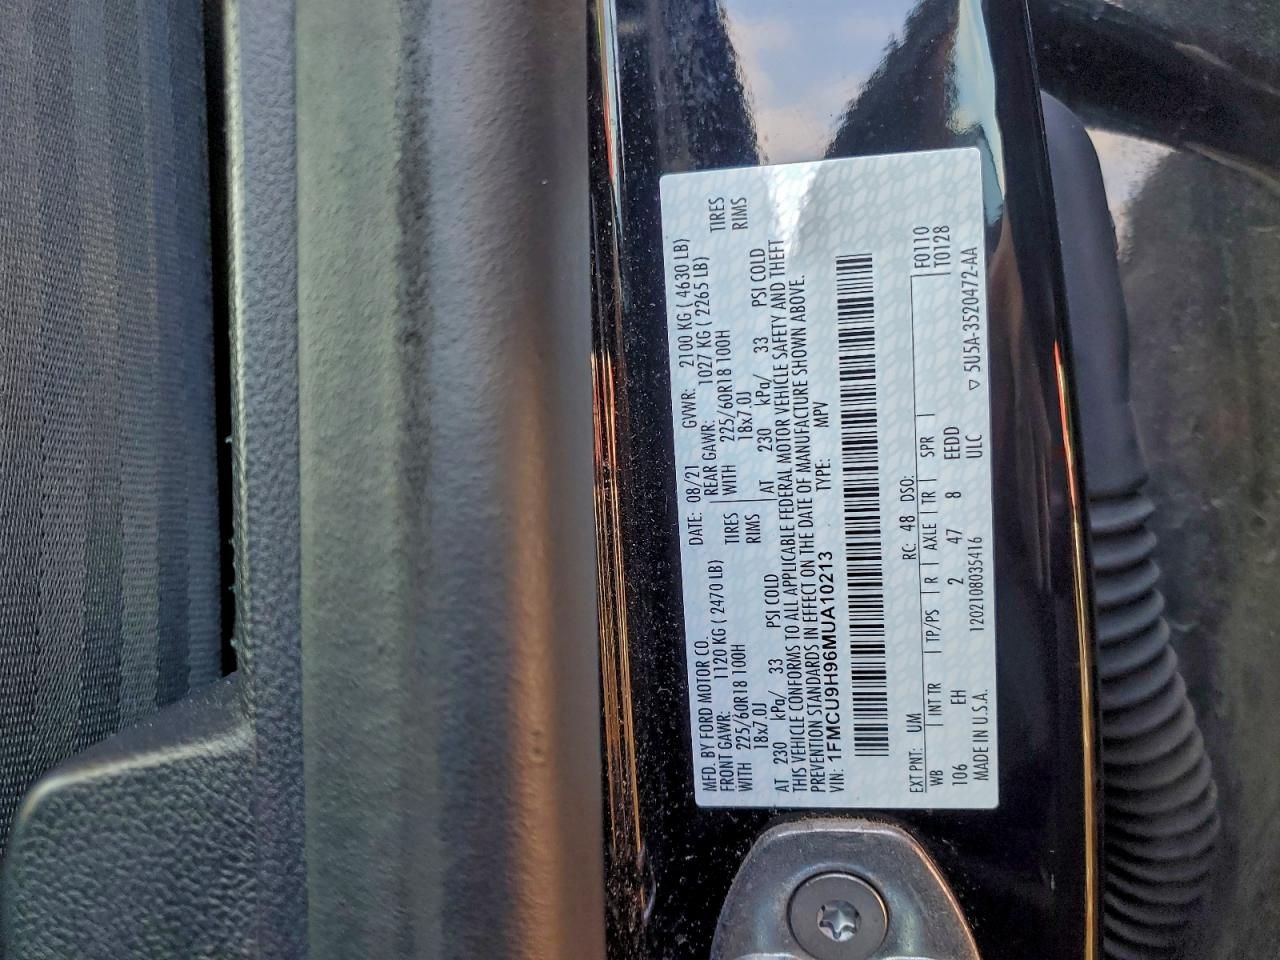 MFD. BY FORD MOTOR CO. DATE: 08/21 GVWR: 2100 KG ( 4630 LB)
FRONT GAWR: 1120 KG ( 2470 LB) REAR GAWR: 1027 KG ( 2265 LB)
WITH 225/60R18 100H TIRES WITH 225/60R18 100H TIRES
18x7.0J RIMS 18x7.0J RIMS
AT 230 kPa/ 33 PSI COLD AT 230 kPa/ 33 PSI COLD
THIS VEHICLE CONFORMS TO ALL APPLICABLE FEDERAL MOTOR VEHICLE SAFETY AND THEFT
PREVENTION STANDARDS IN EFFECT ON THE DATE OF MANUFACTURE SHOWN ABOVE.
VIN: 1FMCU9H96MUA10213 TYPE: MPV
EXT PNT: UM RC: 48 DSO: F0110
WB INT TR TP/PS R AXLE TR SPR T0128
106 EH 2 47 8 EEDD
MADE IN U.S.A. 120210803541​6 ULC ▽ 5U5A-3520472-AA